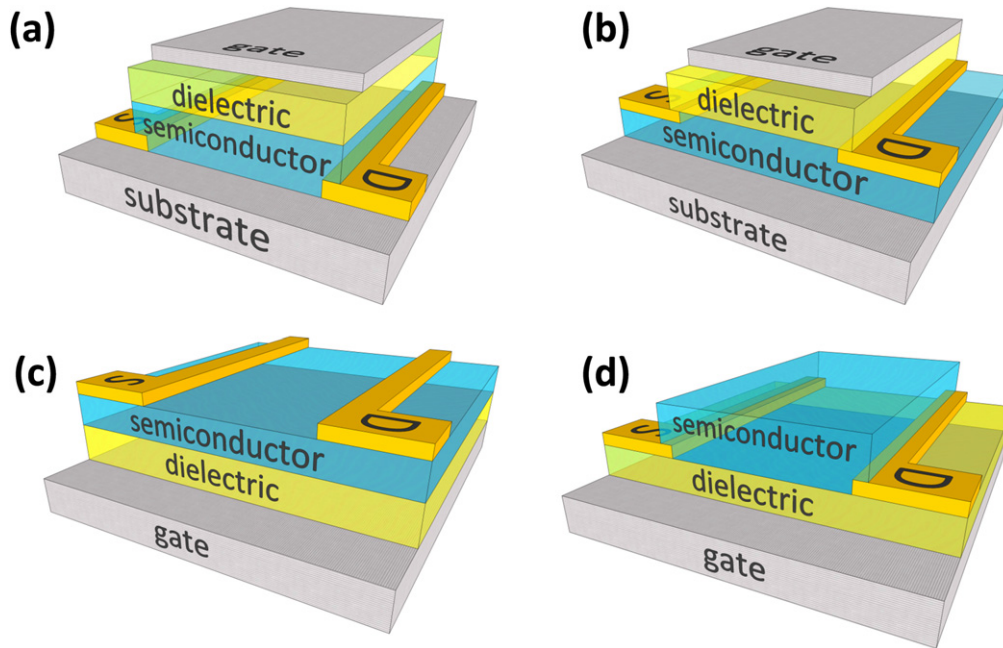 (a)
gate
dielectric
S
semiconductor
D
substrate
(b)
gate
S
dielectric
D
semiconductor
substrate
(c)
S
D
semiconductor
dielectric
gate
(d)
semiconductor
S
D
dielectric
gate